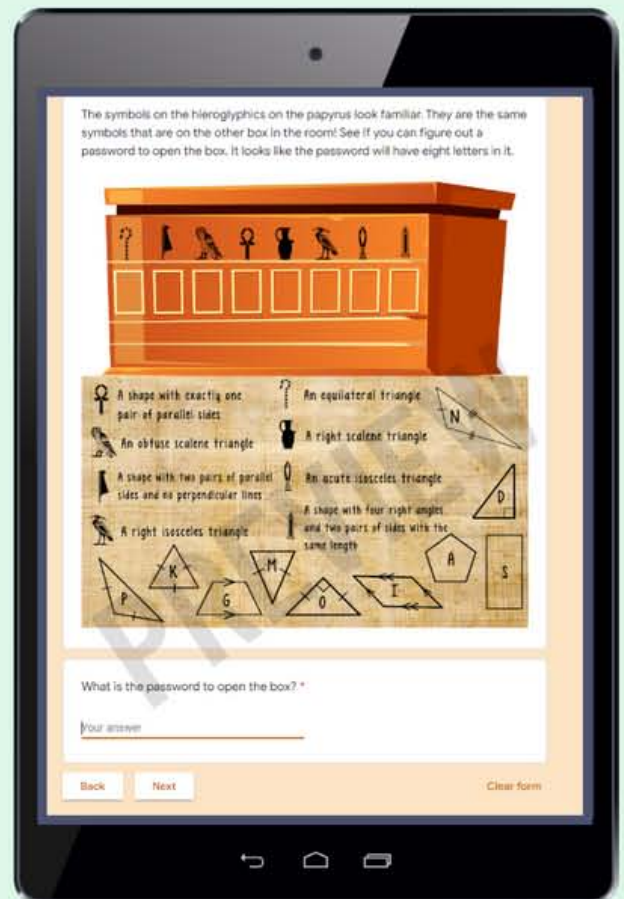 The symbols on the hieroglyphics on the papyrus look familiar. They are the same
symbols that are on the other box in the room! See if you can figure out a
password to open the box. It looks like the password will have eight letters in it.
A shape with exactly one
pair of parallel sides
An obtuse scalene triangle
A shape with two pairs of parallel
sides and no perpendicular lines
A right isosceles triangle
An equilateral triangle
A right scalene triangle
An acute isosceles triangle
A shape with four right angles
and two pairs of sides with the
same length
N
D
A
S
P
K
G
M
O
I
PREVIEW
What is the password to open the box? *
Your answer
Back
Next
Clear form